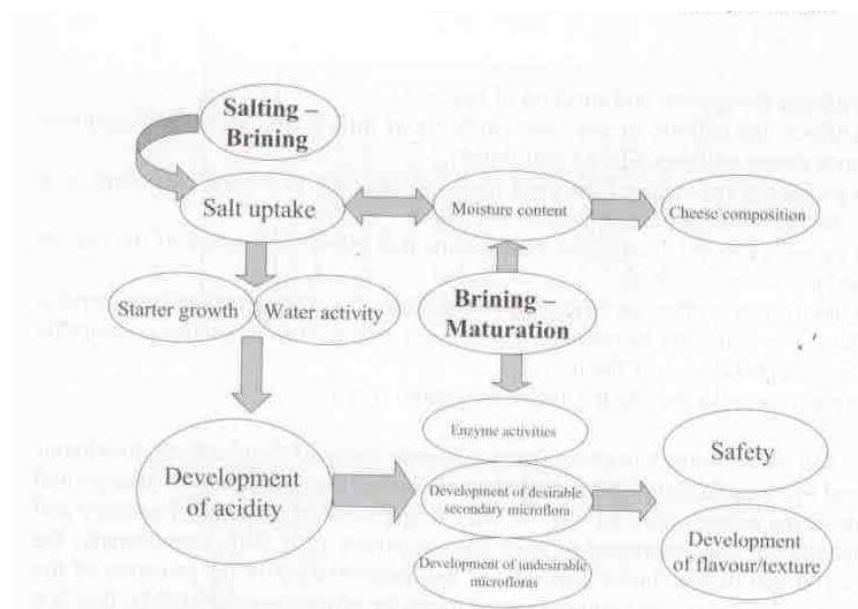 Salting –
Brining
Salt uptake
Moisture content
Cheese composition
Starter growth
Water activity
Brining –
Maturation
Enzyme activities
Development
of acidity
Development of desirable
secondary microflora
Development of undesirable
microfloras
Safety
Development
of flavour/texture